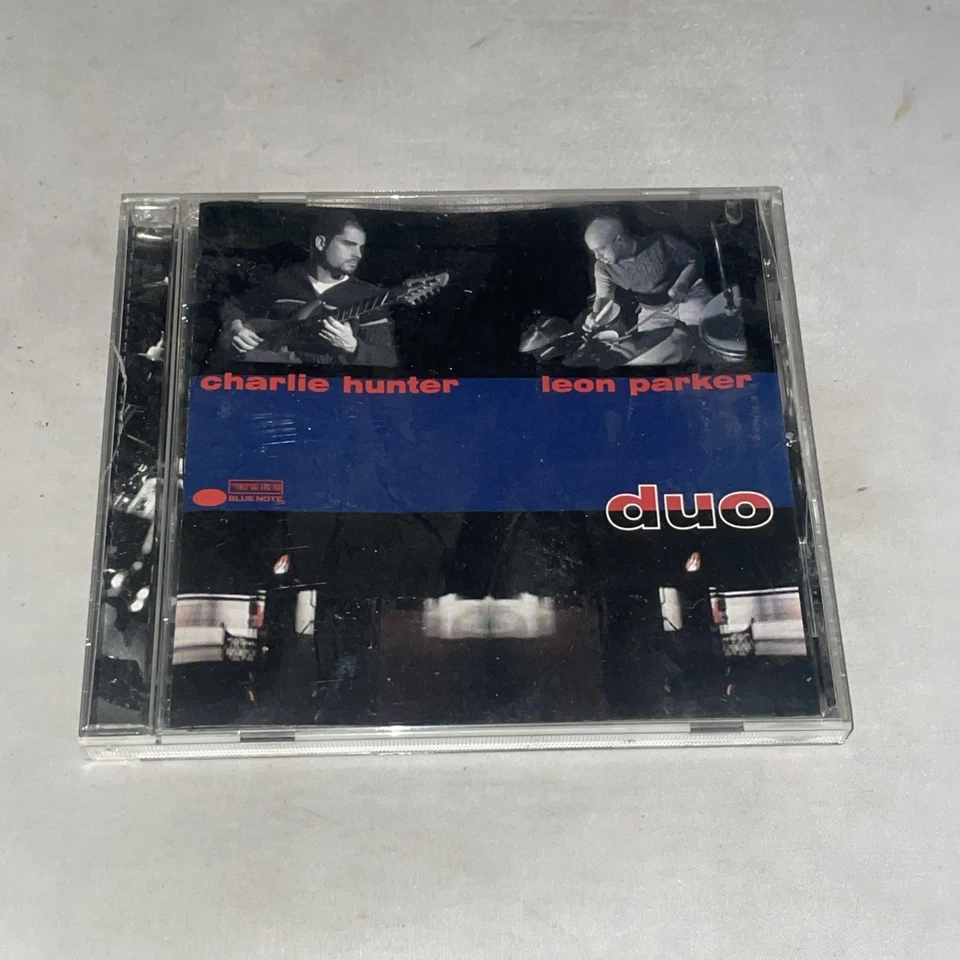 charlie hunter
leon parker
BLUE NOTE
duo